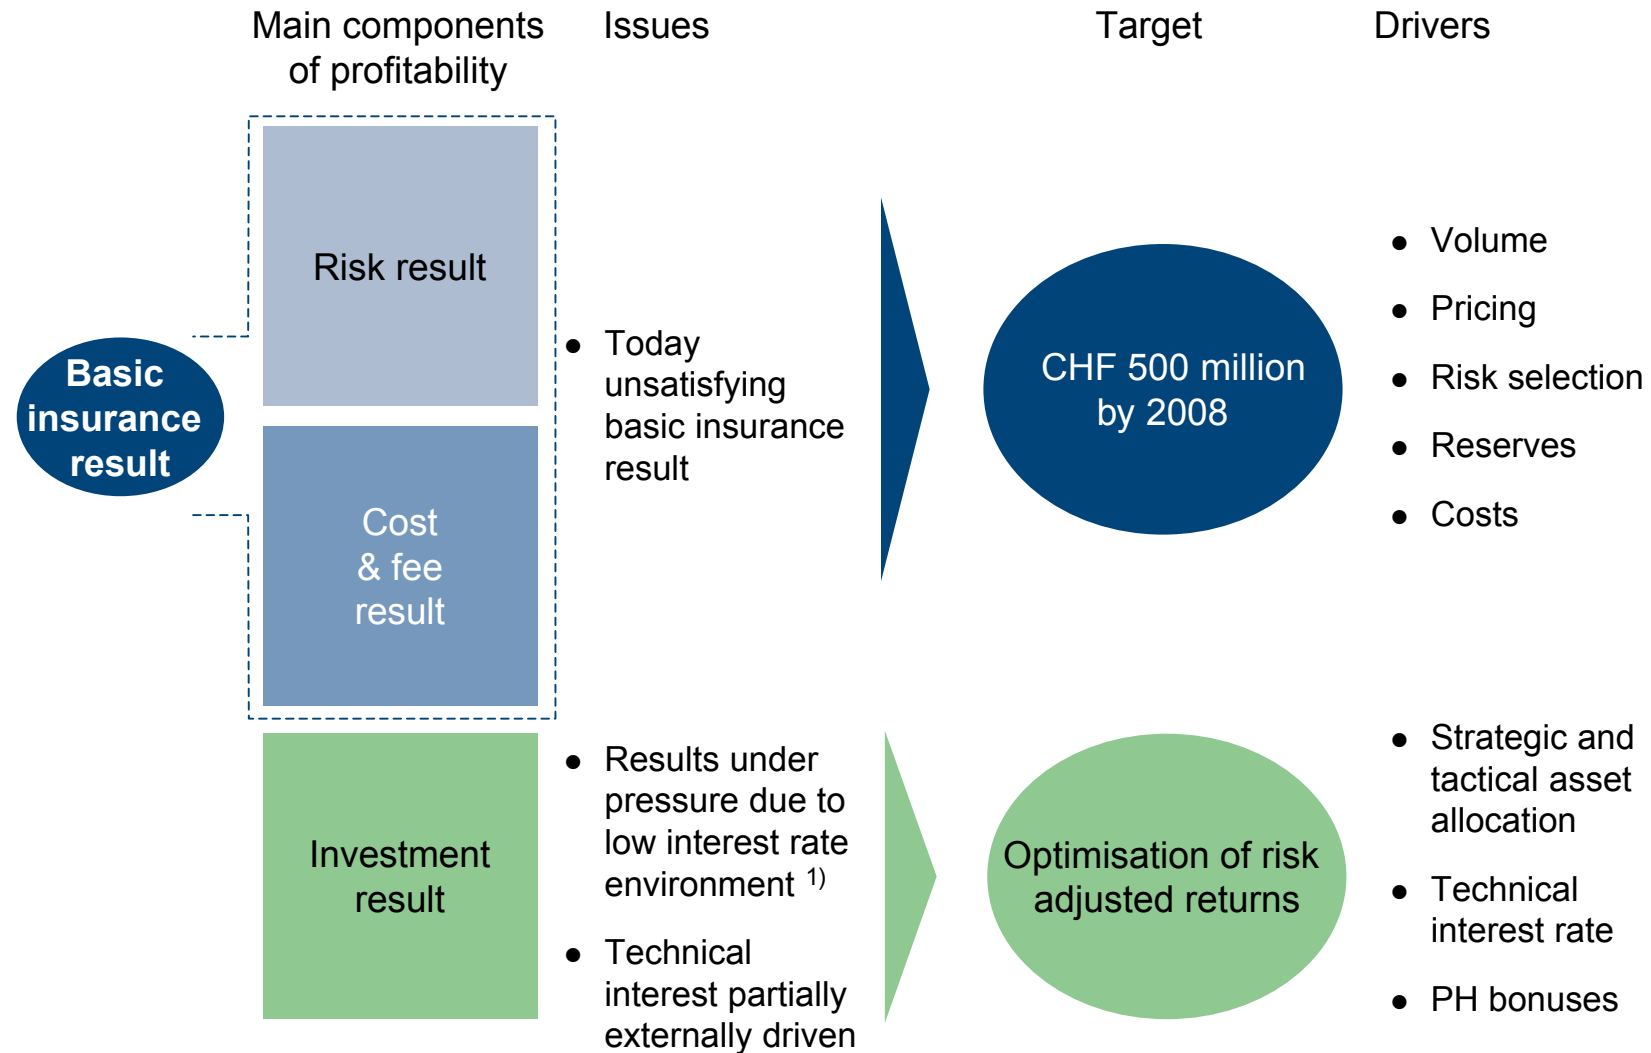 Main components
of profitability
Issues
Target
Drivers
Basic
insurance
result
Risk result
Cost
& fee
result
● Today
unsatisfying
basic insurance
result
CHF 500 million
by 2008
● Volume
● Pricing
● Risk selection
● Reserves
● Costs
Investment
result
● Results under
pressure due to
low interest rate
environment 1)
● Technical
interest partially
externally driven
Optimisation of risk
adjusted returns
● Strategic and
tactical asset
allocation
● Technical
interest rate
● PH bonuses